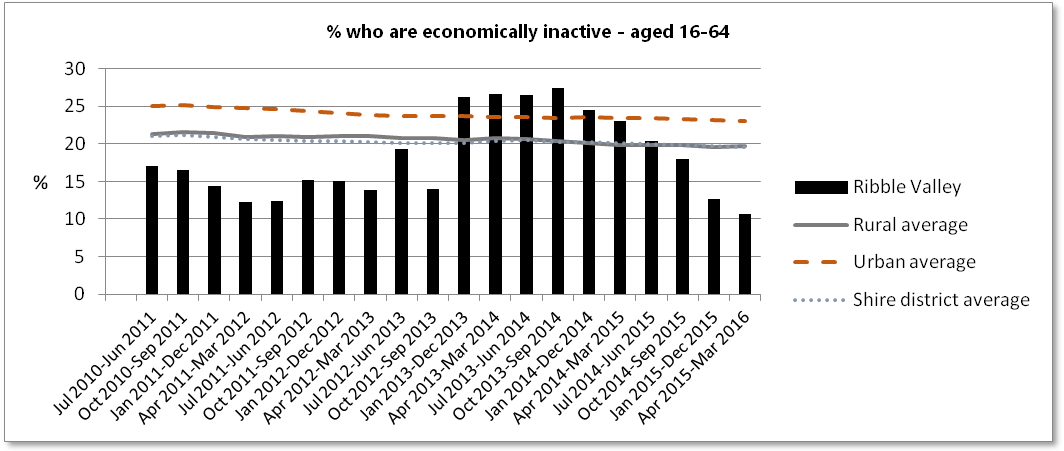 % who are economically inactive - aged 16-64
30
25
20
15
10
5
0
%
Jul 2010-Jun 2011
Oct 2010-Sep 2011
Jan 2011-Dec 2011
Apr 2011-Mar 2012
Jul 2011-Jun 2012
Oct 2011-Sep 2012
Jan 2012-Dec 2012
Apr 2012-Mar 2013
Jul 2012-Jun 2013
Oct 2012-Sep 2013
Jan 2013-Dec 2013
Apr 2013-Mar 2014
Jul 2013-Jun 2014
Oct 2013-Sep 2014
Jan 2014-Dec 2014
Apr 2014-Mar 2015
Jul 2014-Jun 2015
Oct 2014-Sep 2015
Jan 2015-Dec 2015
Apr 2015-Mar 2016
Ribble Valley
Rural average
Urban average
Shire district average